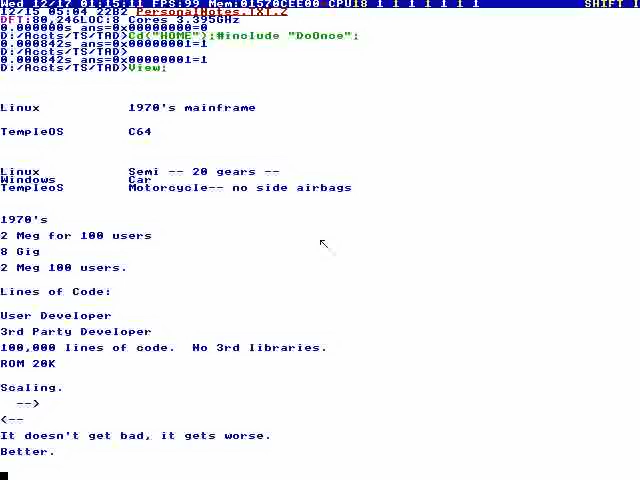 Wed 12/17 01:15:11 FPS:99 Mem:01570CEE00 CPU18 1 1 1 1 1 1 1 SHIFT
12/15 05:04 22B2 PersonalNotes.TXT.Z
DFT:80,246LOC:8 Cores 3.395GHz
0.000000s ans=0x00000000=0
D:/Accts/TS/TAD>Cd("HOME");#include "DoOnce";
0.000842s ans=0x00000001=1
D:/Accts/TS/TAD>
0.000842s ans=0x00000001=1
D:/Accts/TS/TAD>View;
Linux 1970's mainframe
TempleOS C64
Linux Semi -- 20 gears --
Windows Car
TempleoS Motorcycle-- no side airbags
1970's
2 Meg for 100 users
8 Gig
2 Meg 100 users.
Lines of Code:
User Developer
3rd Party Developer
100,000 lines of code.  No 3rd libraries.
ROM 20K
Scaling.
-->
<--
It doesn't get bad, it gets worse.
Better.